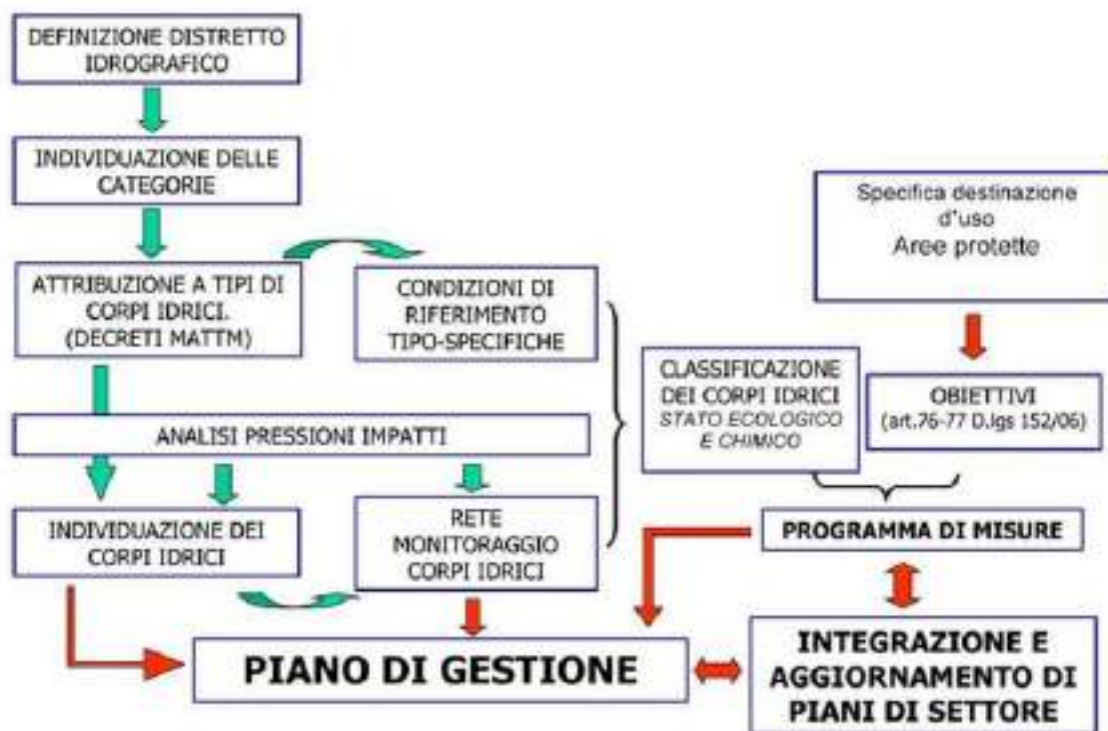 DEFINIZIONE DISTRETTO
IDROGRAFICO
INDIVIDUAZIONE DELLE
CATEGORIE
Specifica destinazione
d'uso
Aree protette
ATTRIBUZIONE A TIPI DI
CORPI IDRICI.
(DECRETI MATTM)
CONDIZIONI DI
RIFERIMENTO
TIPO-SPECIFICHE
CLASSIFICAZIONE
DEI CORPI IDRICI
STATO ECOLOGICO
E CHIMICO
OBIETTIVI
(art.76-77 D.lgs 152/06)
ANALISI PRESSIONI IMPATTI
INDIVIDUAZIONE DEI
CORPI IDRICI
RETE
MONITORAGGIO
CORPI IDRICI
PROGRAMMA DI MISURE
PIANO DI GESTIONE
INTEGRAZIONE E
AGGIORNAMENTO DI
PIANI DI SETTORE